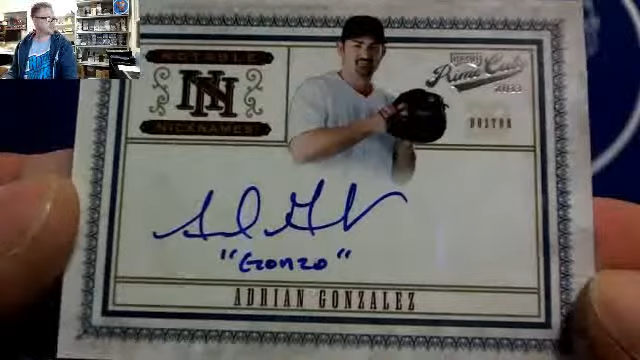 NOTABLE
NN
NICKNAMES
Prime Cuts
BOSTON
"Gonzo"
ADRIAN GONZALEZ